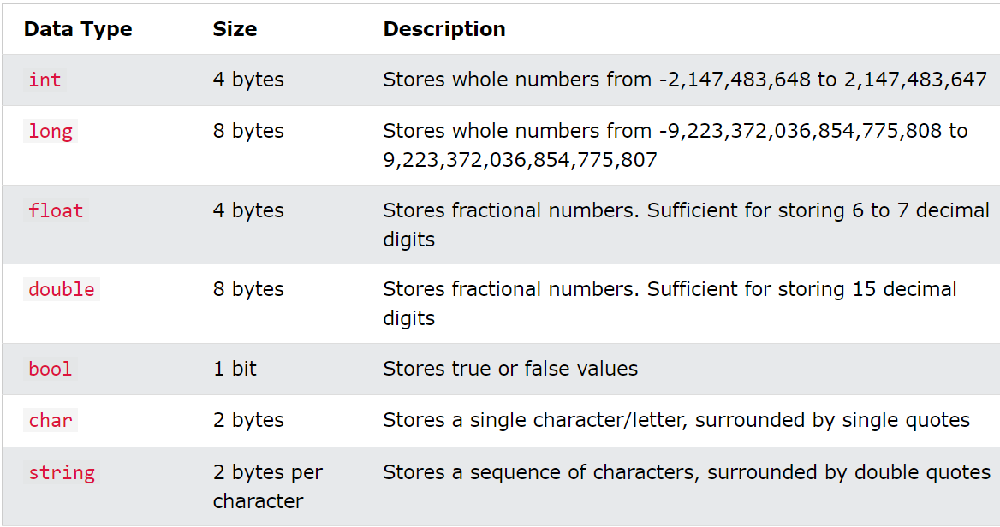 Data Type Size Description
int 4 bytes Stores whole numbers from -2,147,483,648 to 2,147,483,647
long 8 bytes Stores whole numbers from -9,223,372,036,854,775,808 to
9,223,372,036,854,775,807
float 4 bytes Stores fractional numbers. Sufficient for storing 6 to 7 decimal
digits
double 8 bytes Stores fractional numbers. Sufficient for storing 15 decimal
digits
bool 1 bit Stores true or false values
char 2 bytes Stores a single character/letter, surrounded by single quotes
string 2 bytes per Stores a sequence of characters, surrounded by double quotes
character